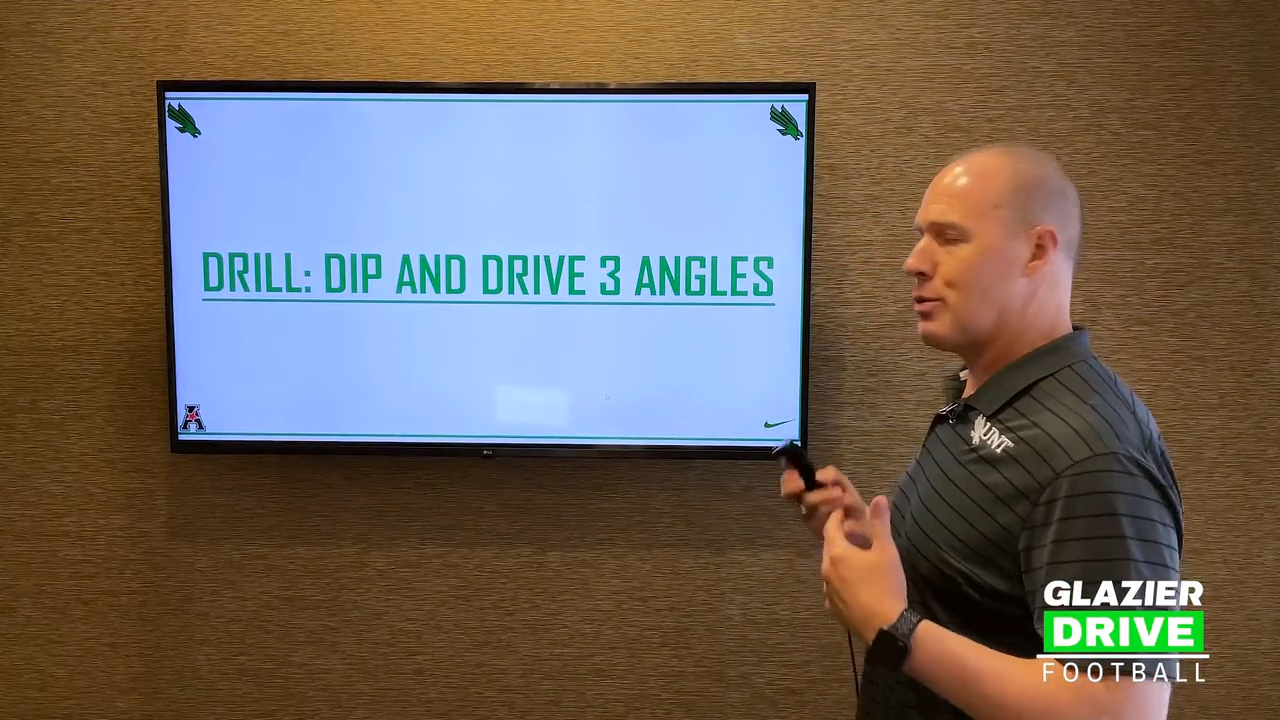 DRILL: DIP AND DRIVE 3 ANGLES
UNT
GLAZIER
DRIVE
FOOTBALL